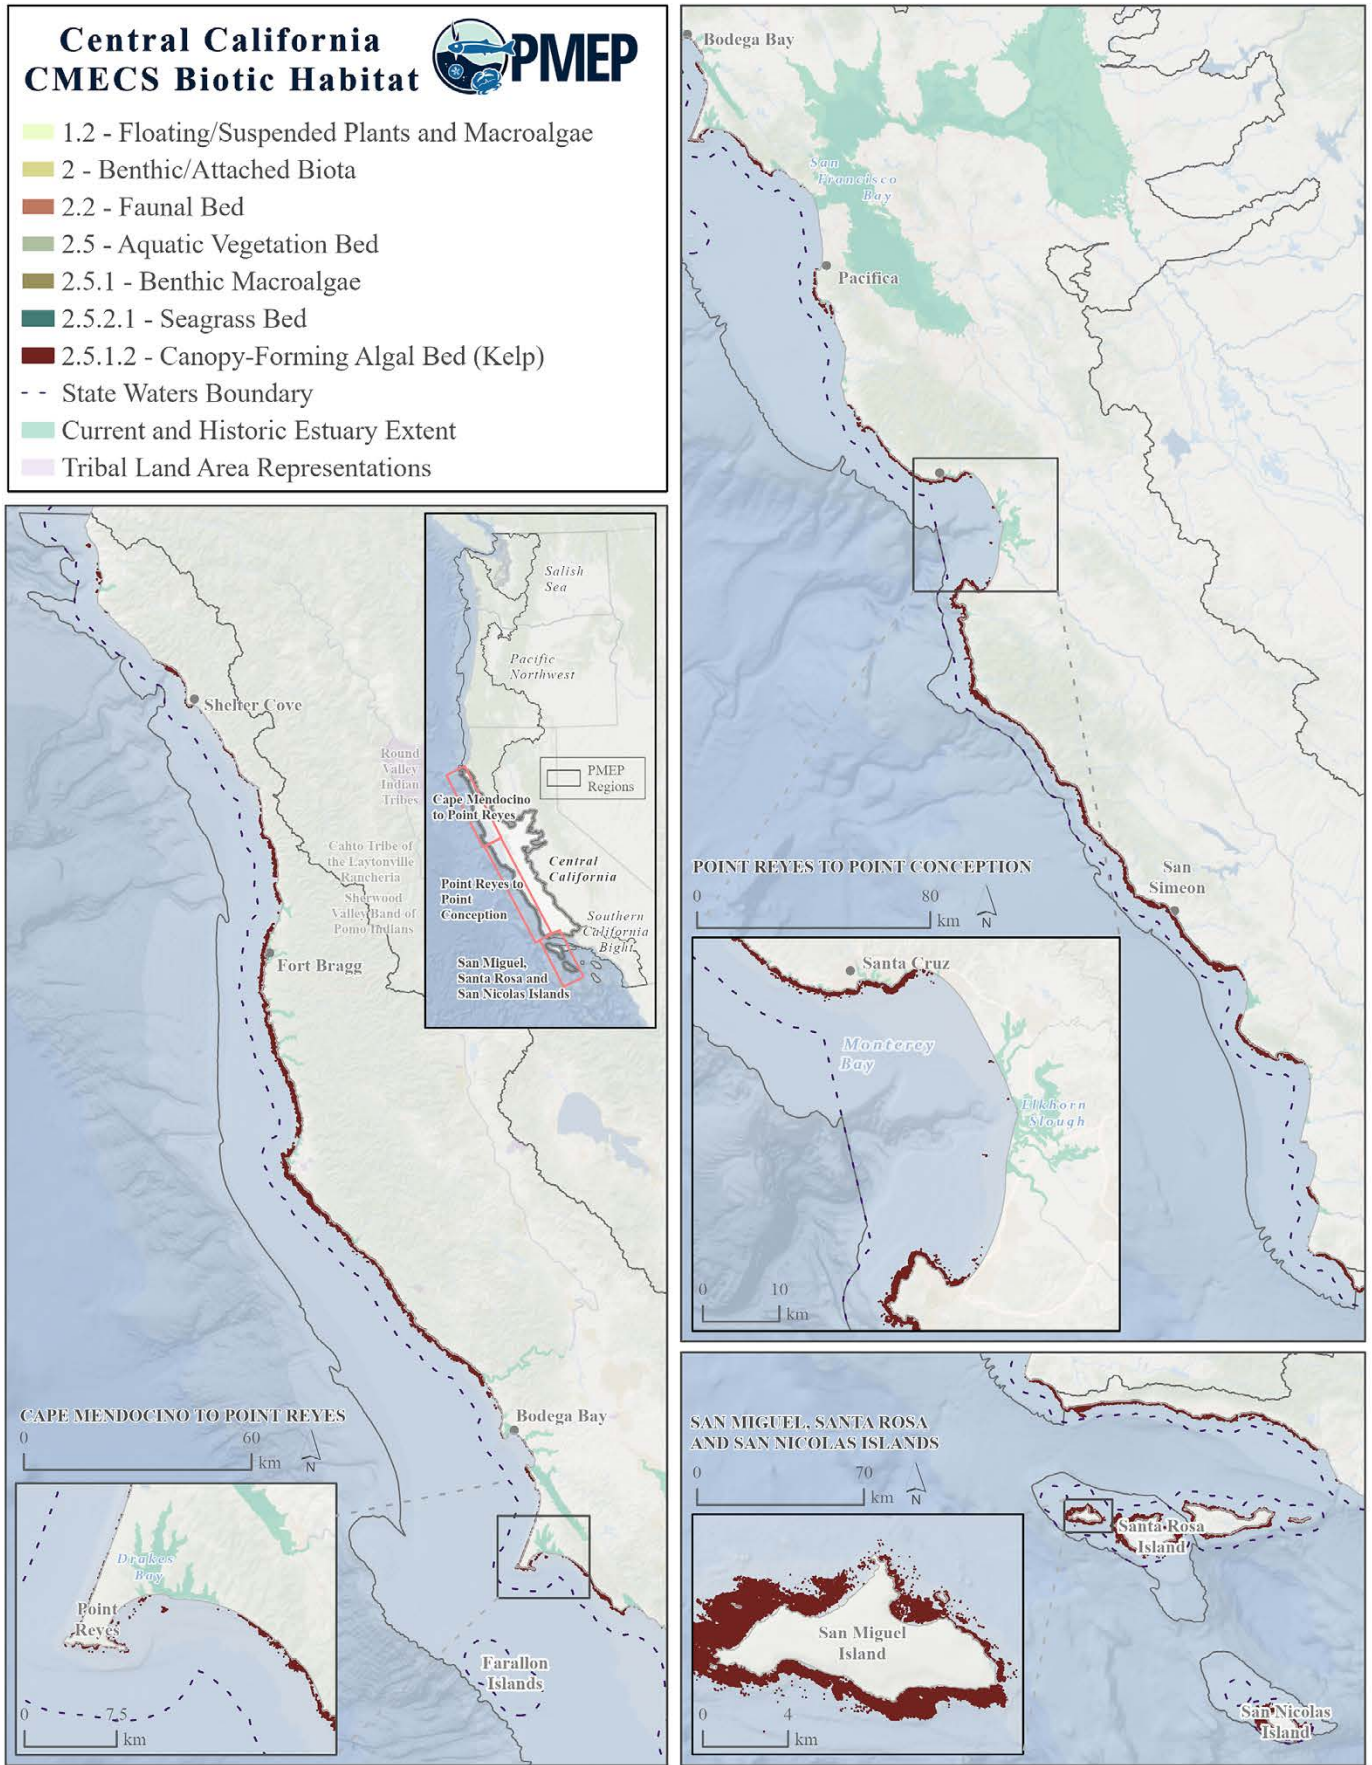 Central California
CMECS Biotic Habitat
PMEP
1.2 - Floating/Suspended Plants and Macroalgae
2 - Benthic/Attached Biota
2.2 - Faunal Bed
2.5 - Aquatic Vegetation Bed
2.5.1 - Benthic Macroalgae
2.5.2.1 - Seagrass Bed
2.5.1.2 - Canopy-Forming Algal Bed (Kelp)
State Waters Boundary
Current and Historic Estuary Extent
Tribal Land Area Representations
Shelter Cove
Round
Valley
Indian
Tribes
Cahto Tribe of
the Laytonville
Rancheria
Sherwood
Valley Band of
Pomo Indians
Fort Bragg
Bodega Bay
Farallon
Islands
CAPE MENDOCINO TO POINT REYES
0 60
km
N
Drakes
Bay
Point
Reyes
0 7.5
km
Salish
Sea
Pacific
Northwest
PMEP
Regions
Cape Mendocino
to Point Reyes
Central
California
Point Reyes to
Point
Conception
Southern
California
Bight
San Miguel,
Santa Rosa and
San Nicolas Islands
Bodega Bay
San
Francisco
Bay
Pacifica
POINT REYES TO POINT CONCEPTION
0 80
km
N
San
Simeon
Santa Cruz
Monterey
Bay
Elkhorn
Slough
0 10
km
SAN MIGUEL, SANTA ROSA
AND SAN NICOLAS ISLANDS
0 70
km
N
Santa Rosa
Island
San Nicolas
Island
San Miguel
Island
0 4
km